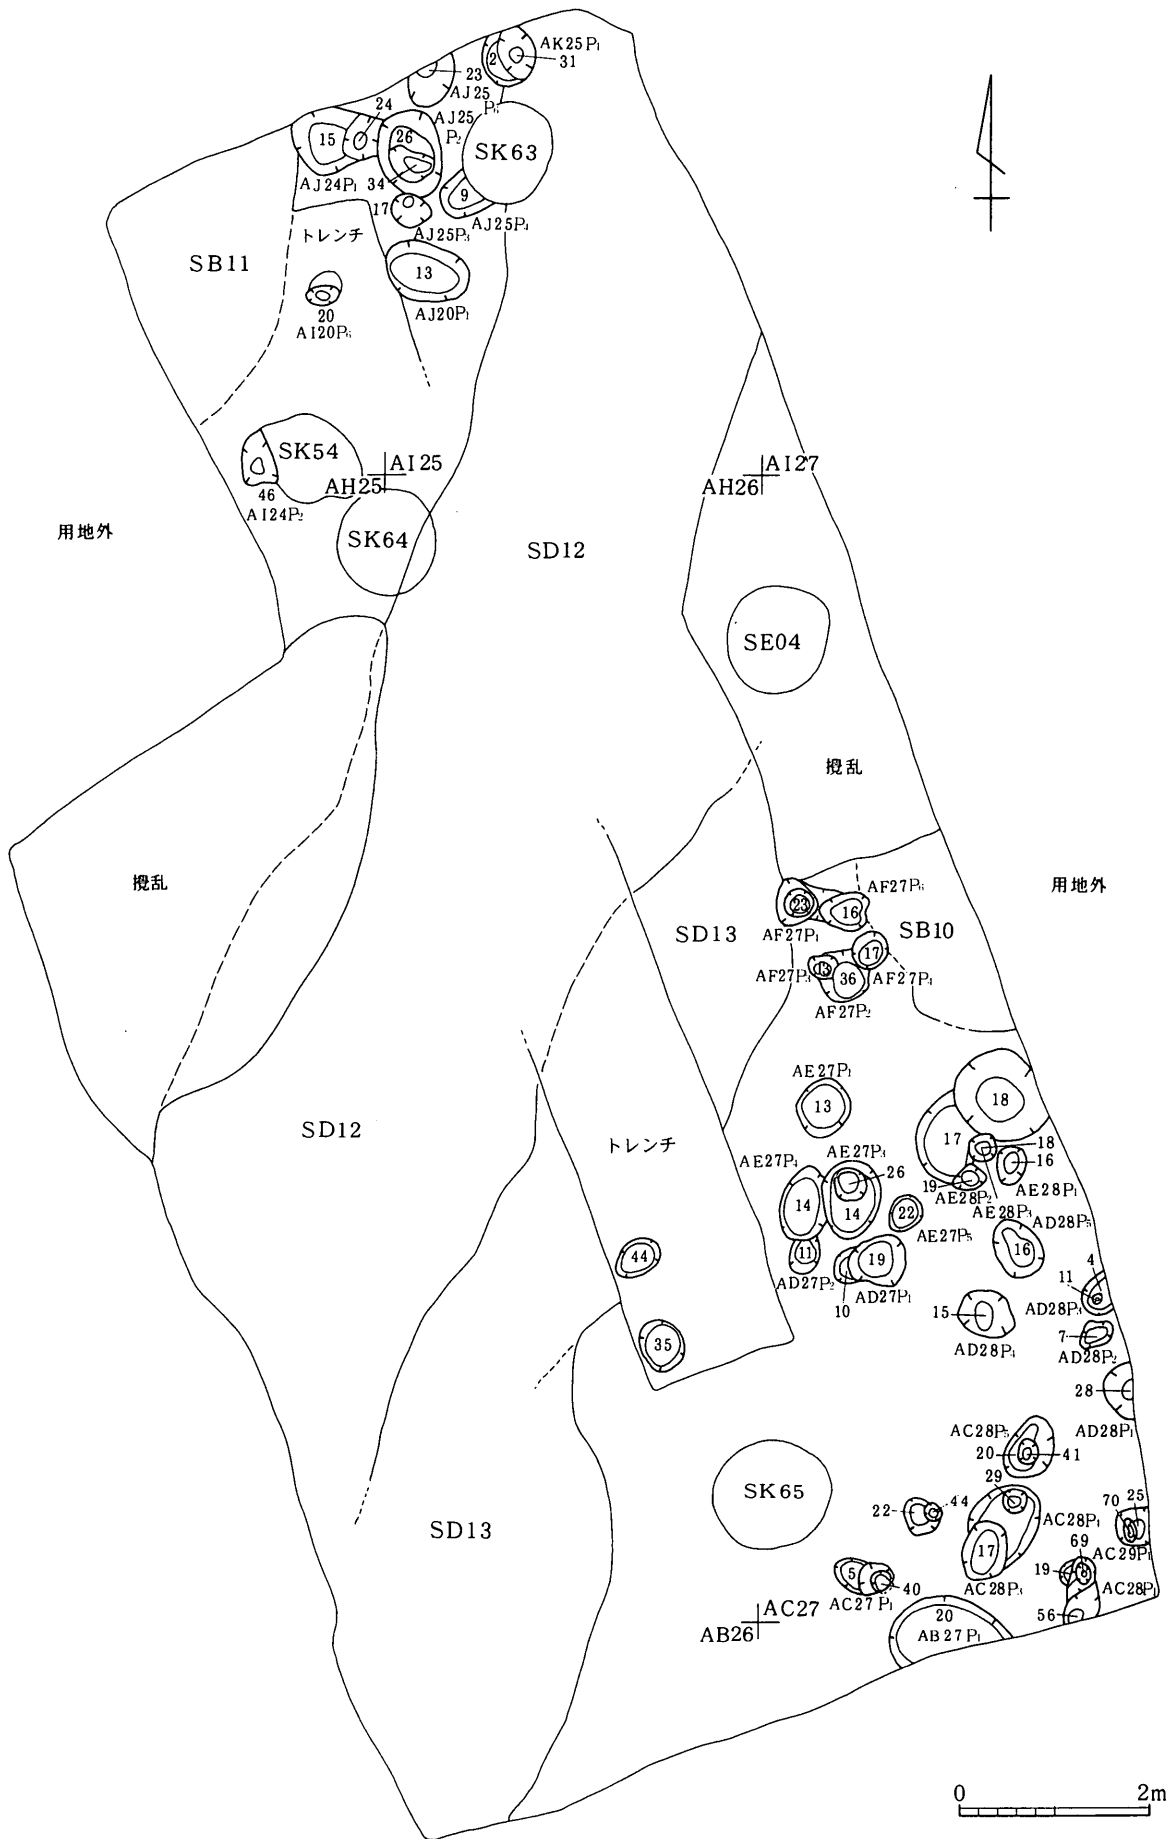 AK25P₁
2
31
23
AJ25
P₅
24
AJ25
P₂
15
26
SK63
AJ24P₁
34
9
17
AJ25P₄
トレンチ
AJ25P₃
SB11
13
20
AI20P₆
AJ20P₁
SK54
AI25
AH25
46
AI24P₂
AI27
AH26
用地外
SK64
SD12
SE04
攪乱
攪乱
用地外
AF27P₆
23
16
SD13
AF27P₁
SB10
17
AF27P₃
13
36
AF27P₄
AF27P₂
AE27P₁
13
18
SD12
17
トレンチ
18
AE27P₄
AE27P₃
26
16
19
AE28P₂
AE28P₁
14
14
22
AE28P₃
AD28P₅
AE27P₅
16
44
11
19
4
AD27P₂
10
AD27P₁
11
AD28P₃
15
7
35
AD28P₄
AD28P₂
28
AD28P₁
AC28P₅
20
41
29
SK65
22
44
AC28P₁
70
25
SD13
17
69
AC29P₁
5
19
40
AC28P₃
AC28P₁
AC27P₁
AC27
20
56
AB26
AB27P₁
0
2m